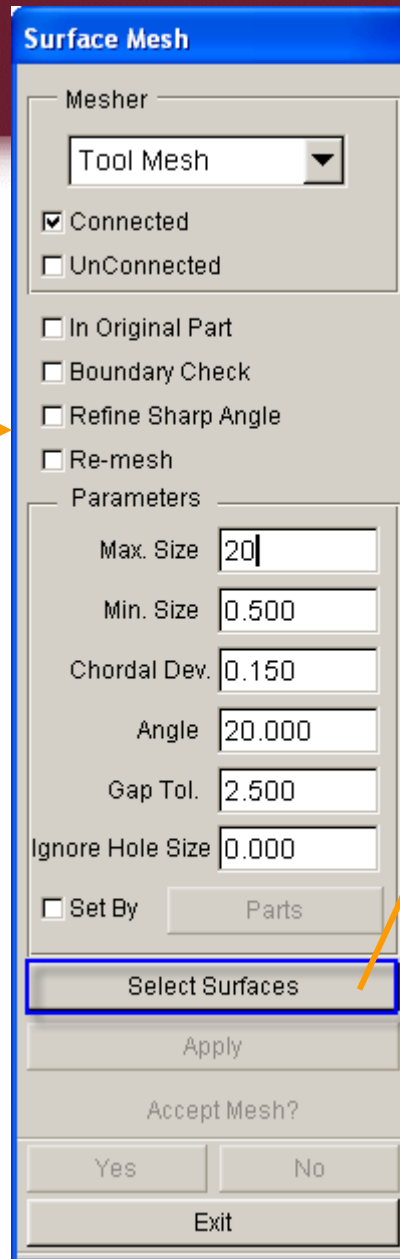 Surface Mesh
Mesher
Tool Mesh
Connected
UnConnected
In Original Part
Boundary Check
Refine Sharp Angle
Re-mesh
Parameters
Max. Size 20
Min. Size 0.500
Chordal Dev. 0.150
Angle 20.000
Gap Tol. 2.500
Ignore Hole Size 0.000
Set By Parts
Select Surfaces
Apply
Accept Mesh?
Yes No
Exit